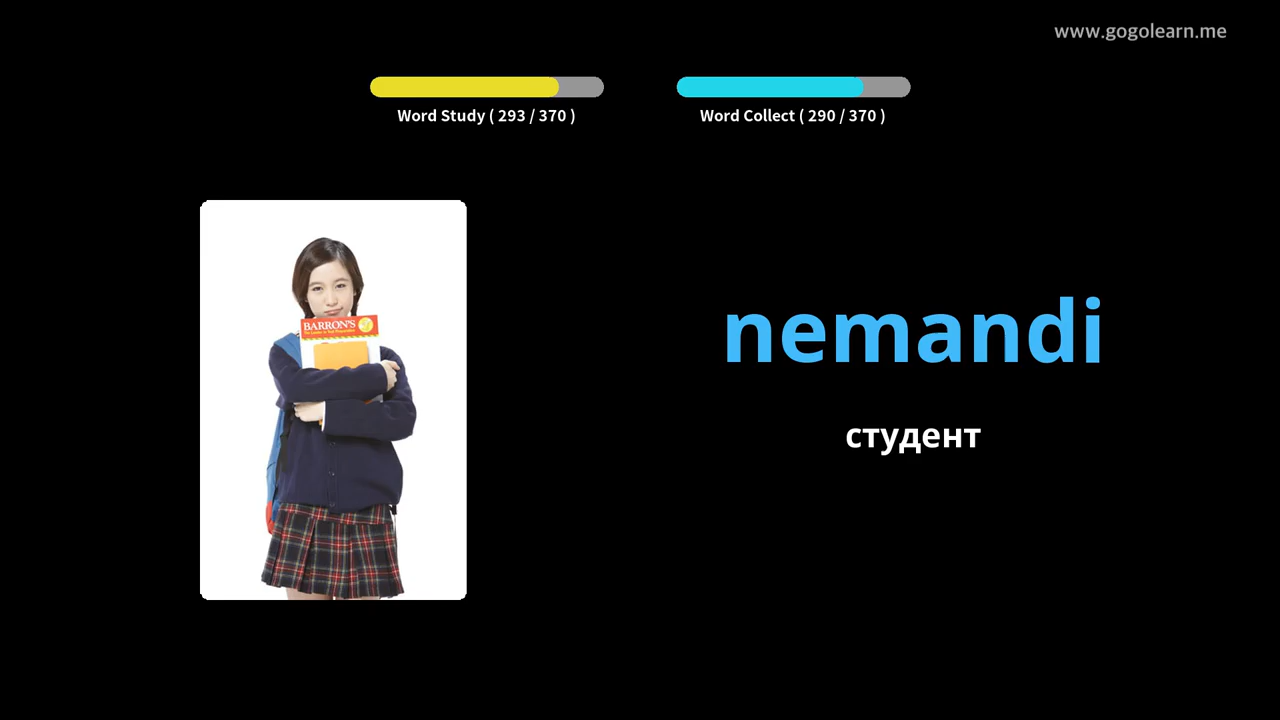 www.gogolearn.me
Word Study ( 293 / 370 )
Word Collect ( 290 / 370 )
BARRON'S
nemandi
студент